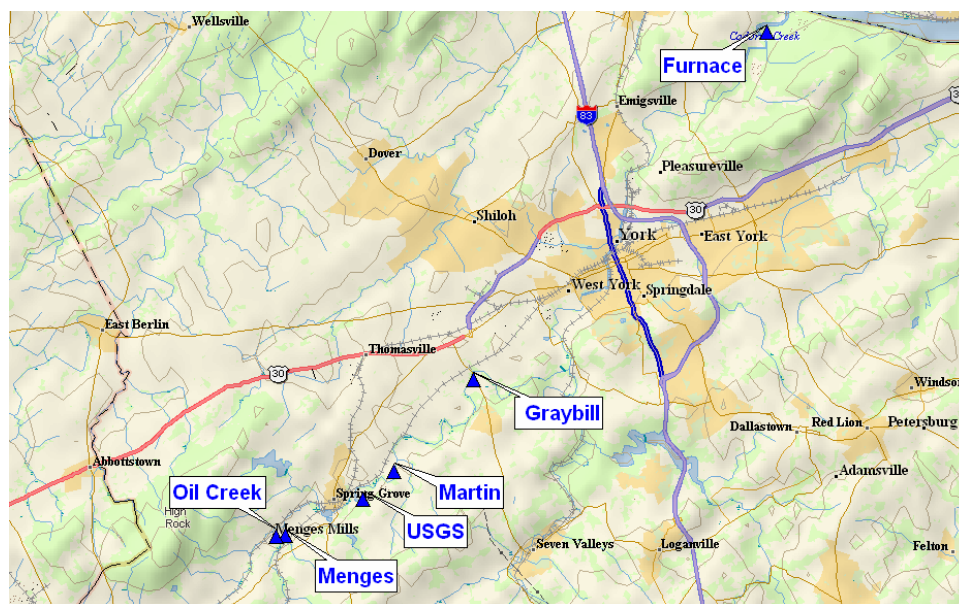 Wellsville
Codorus Creek
Furnace
30
Emigsville
83
Dover
Pleasureville
30
Shiloh
York
East York
West York
Springdale
East Berlin
Thomasville
30
Windsor
Graybill
Dallastown
Red Lion
Petersburg
Abbottstown
Adamsville
Oil Creek
Spring Grove
Martin
High
Rock
USGS
Menges Mills
Menges
Seven Valleys
Loganville
Felton